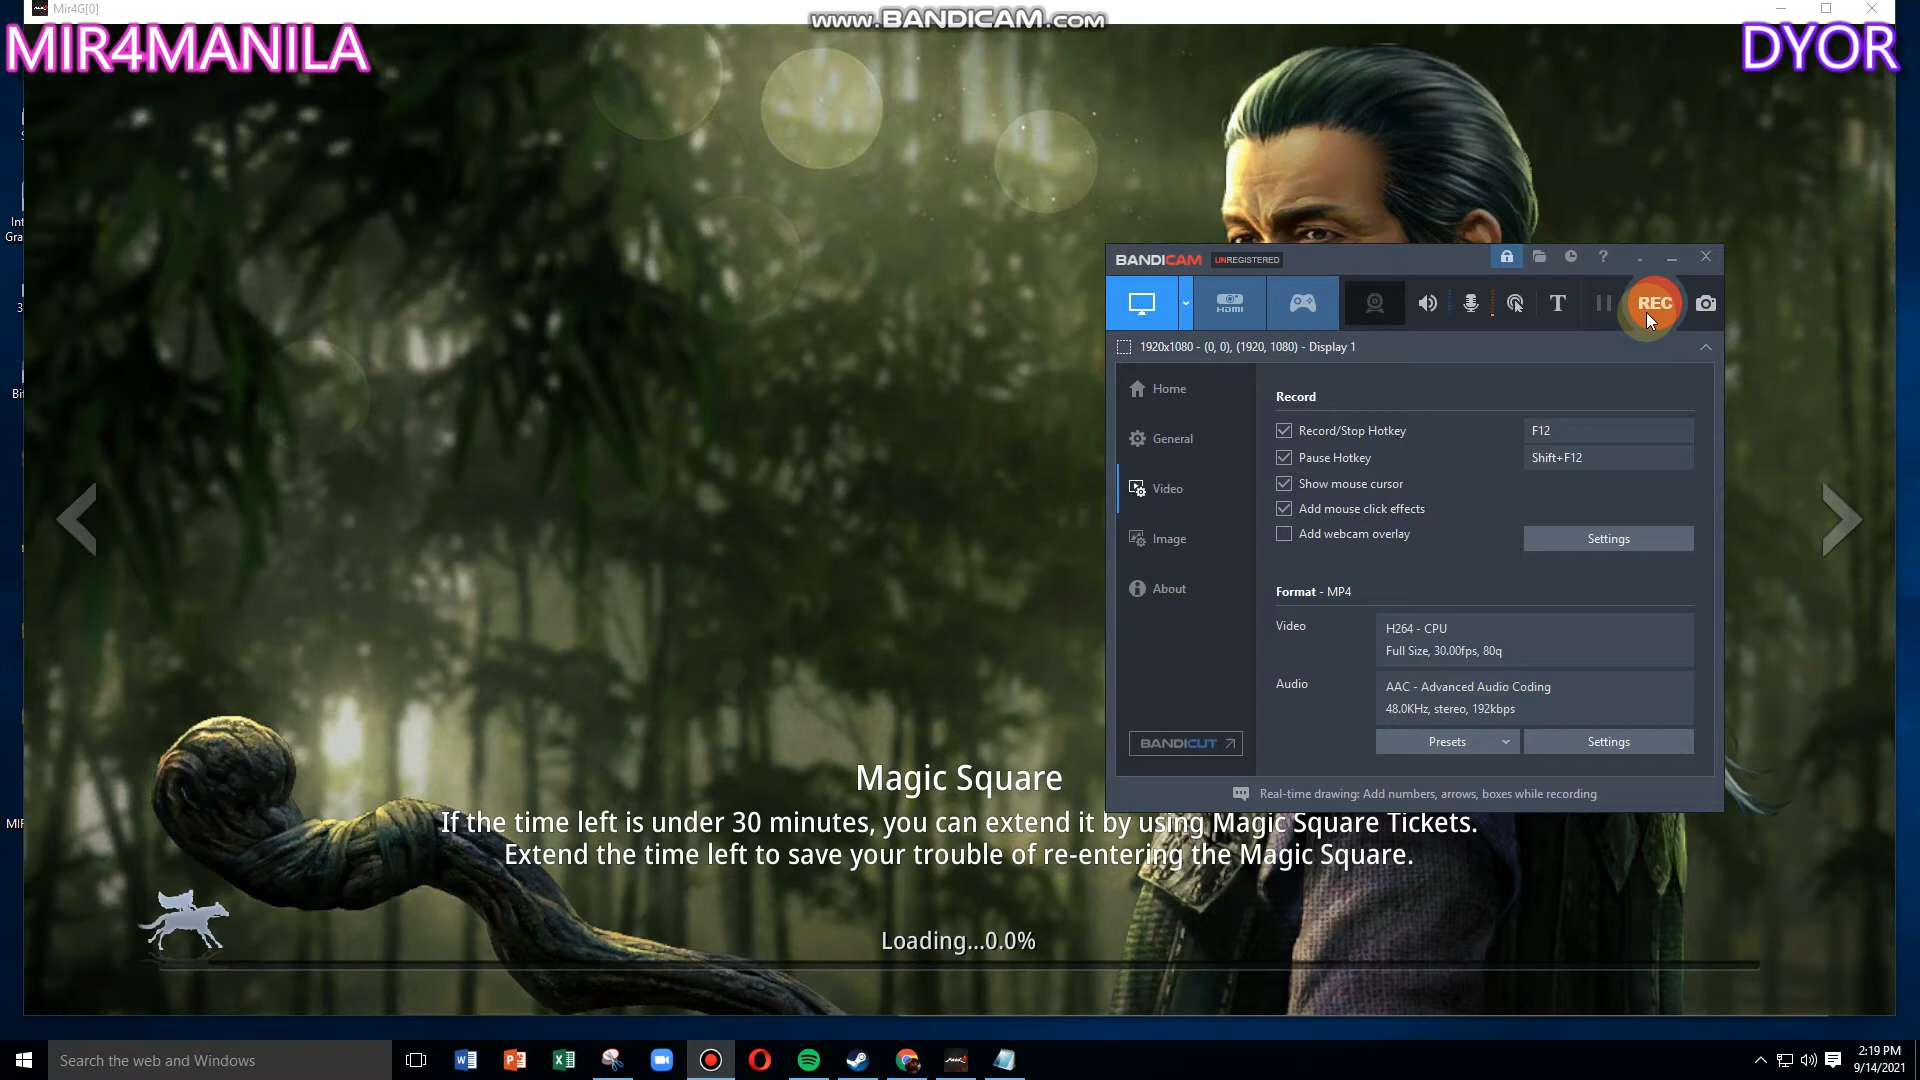 Mir4G[0]
www.BANDICAM.com
MIR4MANILA
DYOR
BANDICAM UNREGISTERED
?
HDMI
T
REC
1920x1080 - (0, 0), (1920, 1080) - Display 1
Home
General
Video
Image
About
BANDICUT
Record
Record/Stop Hotkey F12
Pause Hotkey Shift+F12
Show mouse cursor
Add mouse click effects
Add webcam overlay Settings
Format - MP4
Video H264 - CPU
Full Size, 30.00fps, 80q
Audio AAC - Advanced Audio Coding
48.0KHz, stereo, 192kbps
Presets Settings
Real-time drawing: Add numbers, arrows, boxes while recording
Int
Gra
Magic Square
If the time left is under 30 minutes, you can extend it by using Magic Square Tickets.
Extend the time left to save your trouble of re-entering the Magic Square.
Loading...0.0%
Search the web and Windows
2:19 PM
9/14/2021